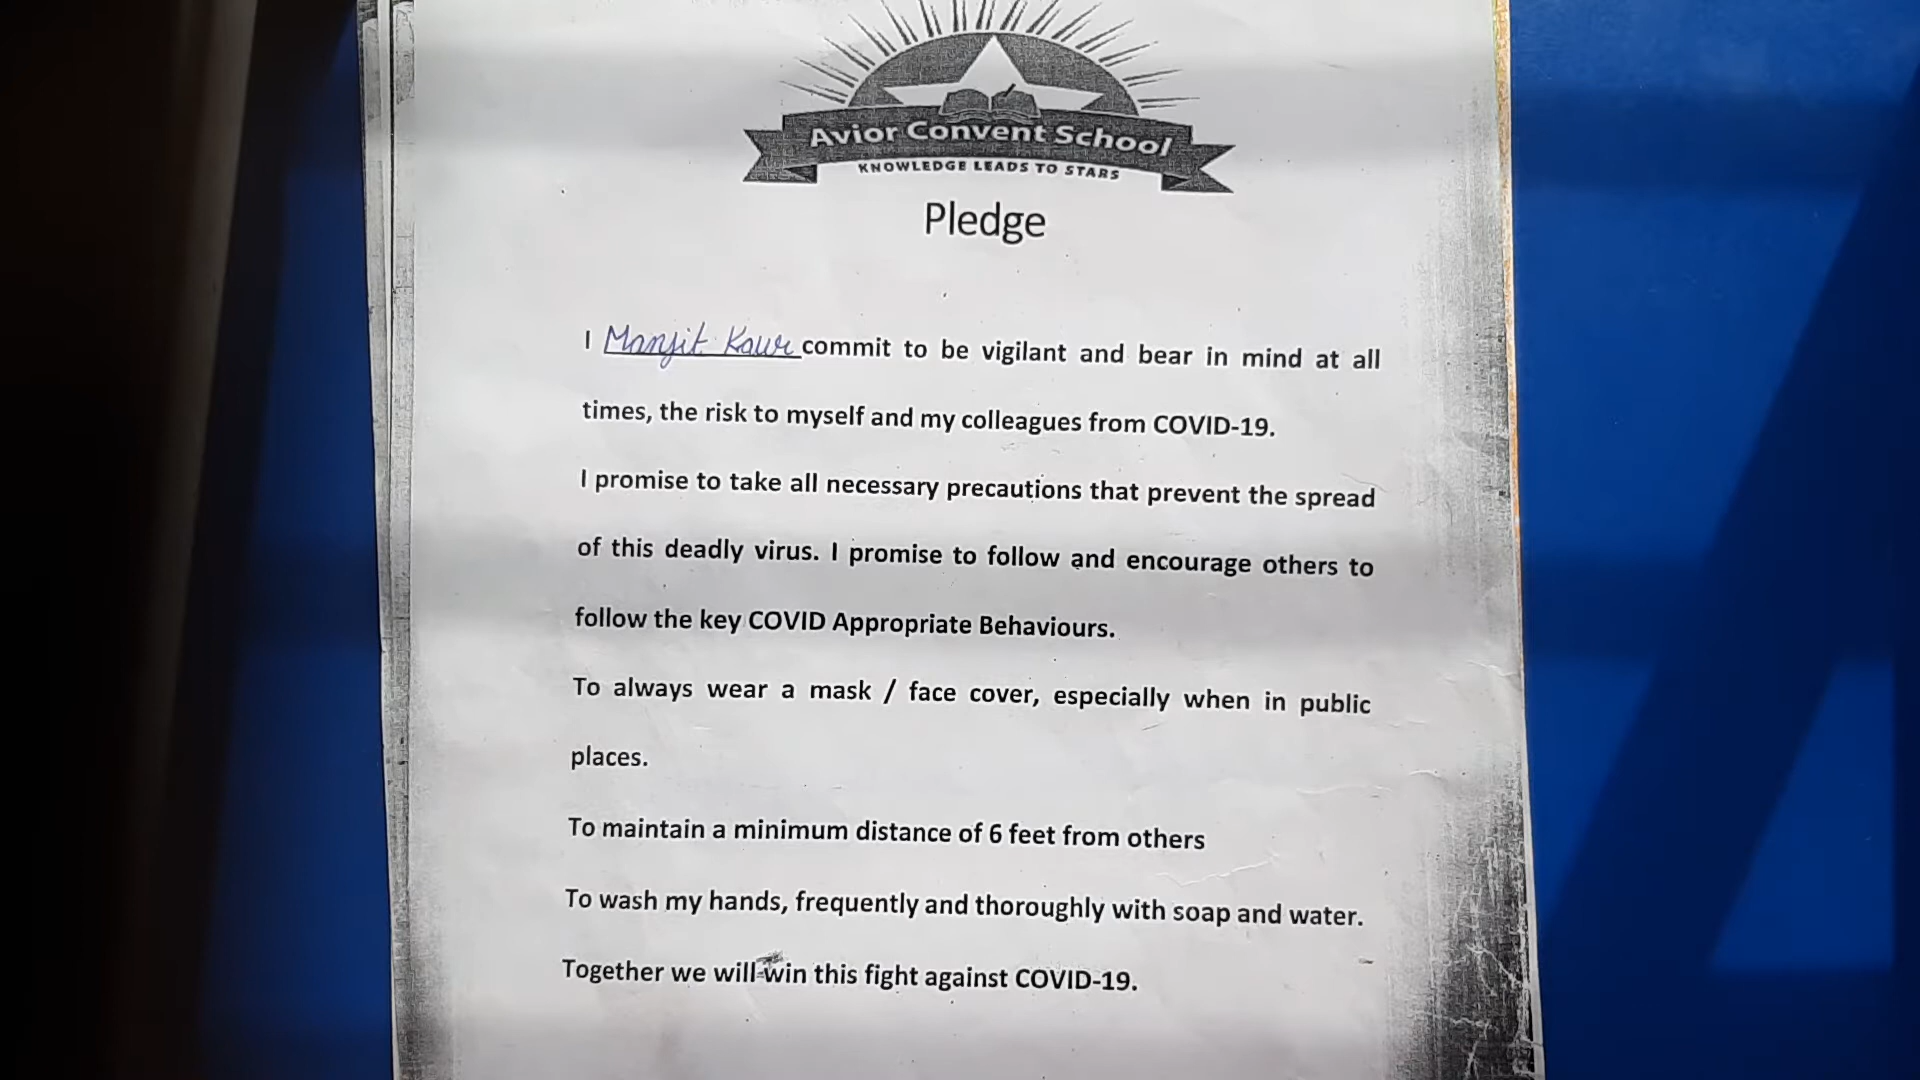 Avior Convent School
KNOWLEDGE LEADS TO STARS
Pledge
I Manjit Kaur commit to be vigilant and bear in mind at all
times, the risk to myself and my colleagues from COVID-19.
I promise to take all necessary precautions that prevent the spread
of this deadly virus. I promise to follow and encourage others to
follow the key COVID Appropriate Behaviours.
To always wear a mask / face cover, especially when in public
places.
To maintain a minimum distance of 6 feet from others
To wash my hands, frequently and thoroughly with soap and water.
Together we will win this fight against COVID-19.